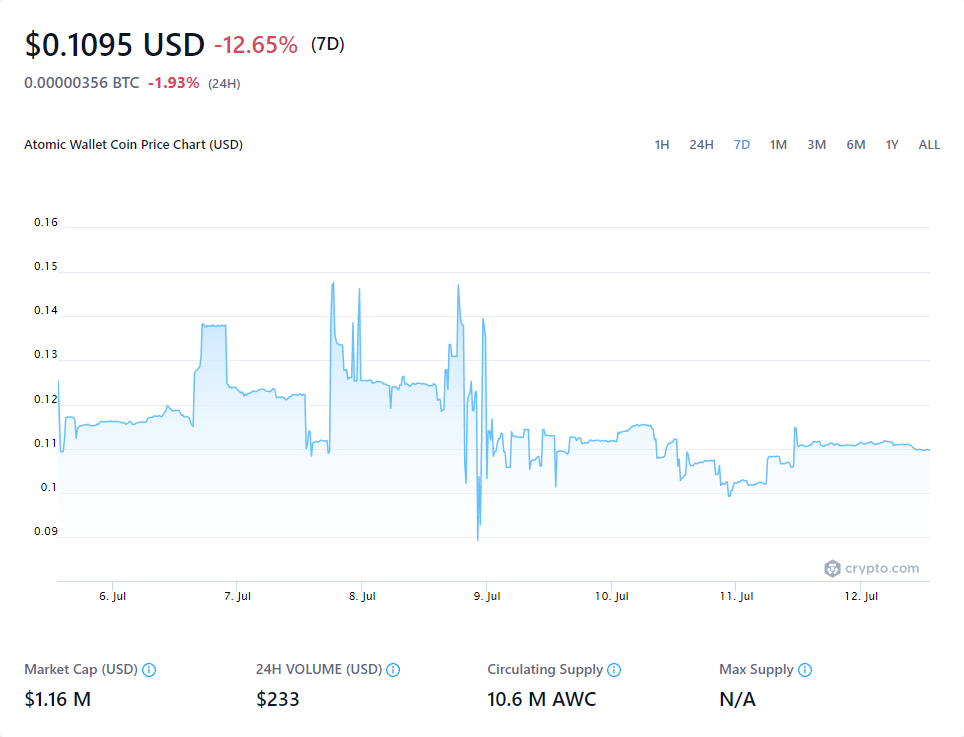 $0.1095 USD -12.65% (7D)
0.00000356 BTC -1.93% (24H)
Atomic Wallet Coin Price Chart (USD)
1H 24H 7D 1M 3M 6M 1Y ALL
0.16
0.15
0.14
0.13
0.12
0.11
0.1
0.09
crypto.com
6. Jul 7. Jul 8. Jul 9. Jul 10. Jul 11. Jul 12. Jul
Market Cap (USD) 24H VOLUME (USD) Circulating Supply Max Supply
$1.16 M $233 10.6 M AWC N/A